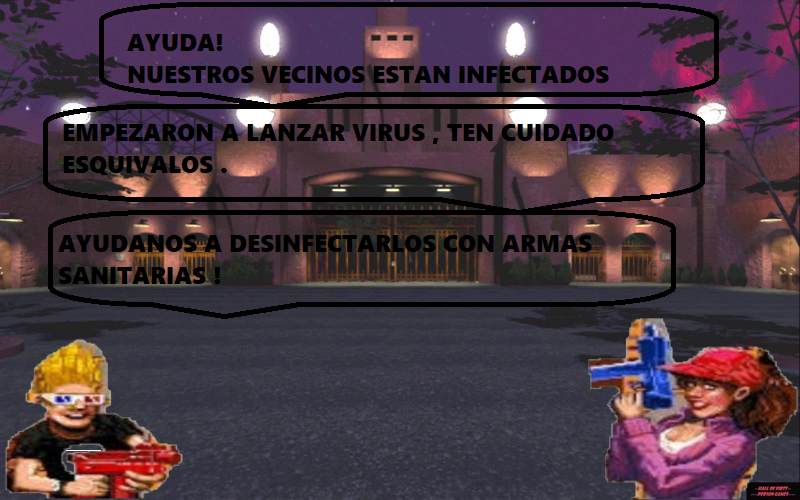 AYUDA!
NUESTROS VECINOS ESTAN INFECTADOS
EMPEZARON A LANZAR VIRUS , TEN CUIDADO
ESQUIVALOS .
AYUDANOS A DESINFECTARLOS CON ARMAS
SANITARIAS !